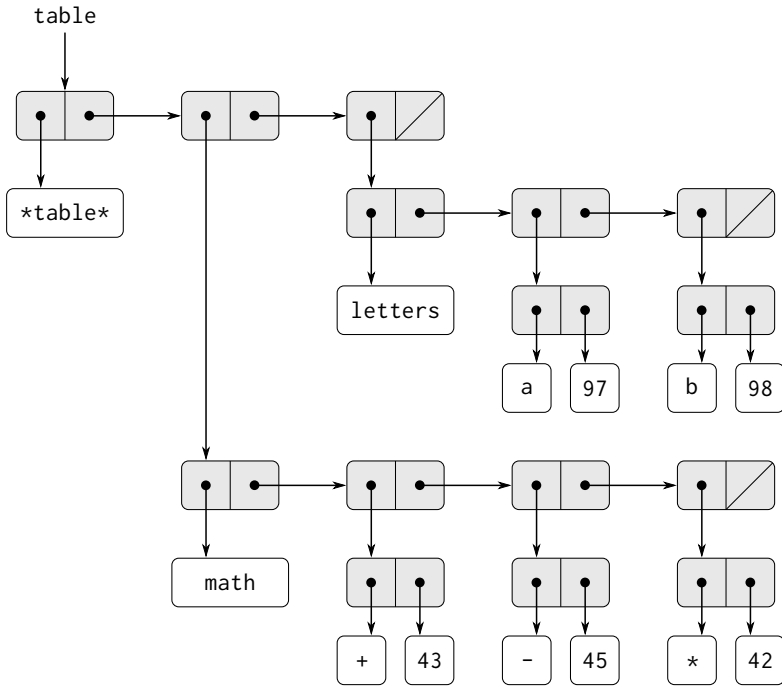 table
*table*
letters
a 97 b 98
math
+ 43 - 45 * 42